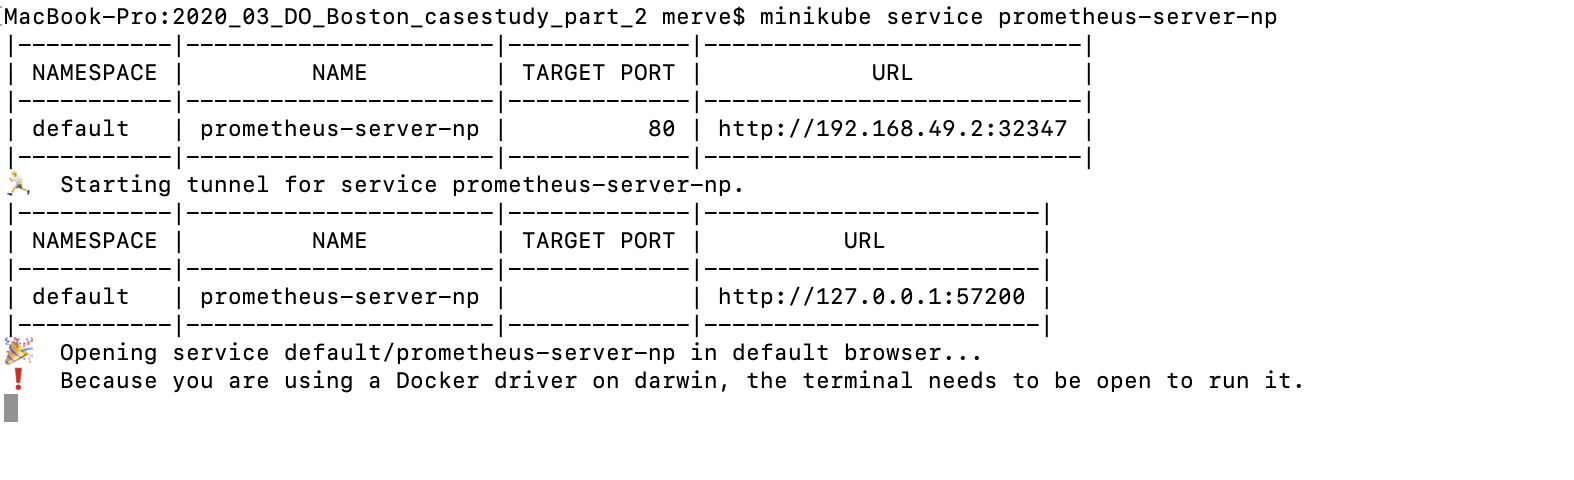 MacBook-Pro:2020_03_DO_Boston_casestudy_part_2 merve$ minikube service prometheus-server-np
|-----------|----------------------|-------------|---------------------------|
| NAMESPACE |         NAME         | TARGET PORT |            URL            |
|-----------|----------------------|-------------|---------------------------|
| default   | prometheus-server-np |          80 | http://192.168.49.2:32347 |
|-----------|----------------------|-------------|---------------------------|
🏃  Starting tunnel for service prometheus-server-np.
|-----------|----------------------|-------------|------------------------|
| NAMESPACE |         NAME         | TARGET PORT |          URL           |
|-----------|----------------------|-------------|------------------------|
| default   | prometheus-server-np |             | http://127.0.0.1:57200 |
|-----------|----------------------|-------------|------------------------|
🎉  Opening service default/prometheus-server-np in default browser...
❗  Because you are using a Docker driver on darwin, the terminal needs to be open to run it.